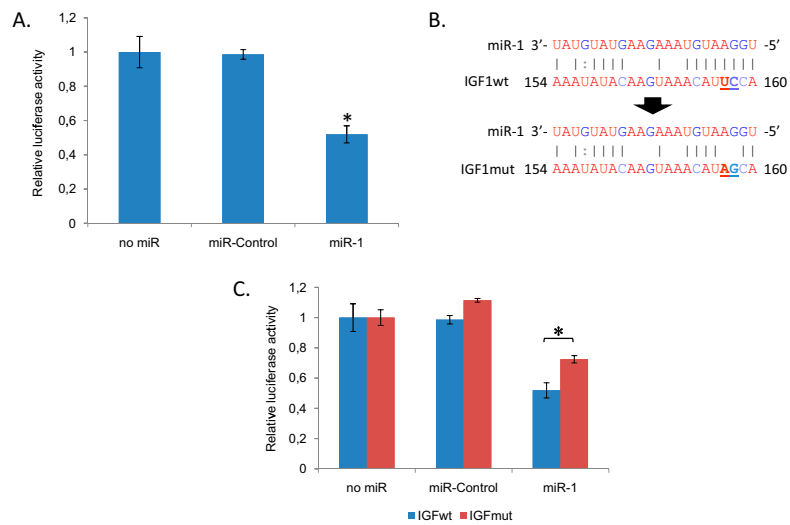 A.
Relative luciferase activity
1,2
1
0,8
0,6
0,4
0,2
0
*
no miR
miR-Control
miR-1
B.
miR-1 3’- UAUGUAUGAAGAAAUGUAAGGU -5’
| |:|||| | ||||||||
IGF1wt 154 AAAUAUACAAGUAAACAUUCCA 160
miR-1 3’- UAUGUAUGAAGAAAUGUAAGGU -5’
| |:|||| | |||| ||
IGF1mut 154 AAAUAUACAAGUAAACAUAGCA 160
C.
Relative luciferase activity
1,2
1
0,8
0,6
0,4
0,2
0
*
no miR
miR-Control
miR-1
IGFwt
IGFmut